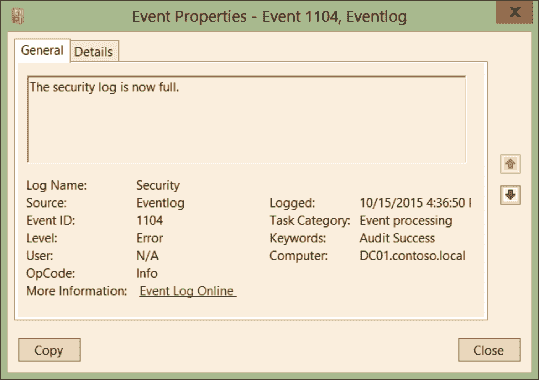 Event Properties - Event 1104, Eventlog
X
General Details
The security log is now full.
Log Name: Security
Source: Eventlog Logged: 10/15/2015 4:36:50
Event ID: 1104 Task Category: Event processing
Level: Error Keywords: Audit Success
User: N/A Computer: DC01.contoso.local
OpCode: Info
More Information: Event Log Online
Copy Close